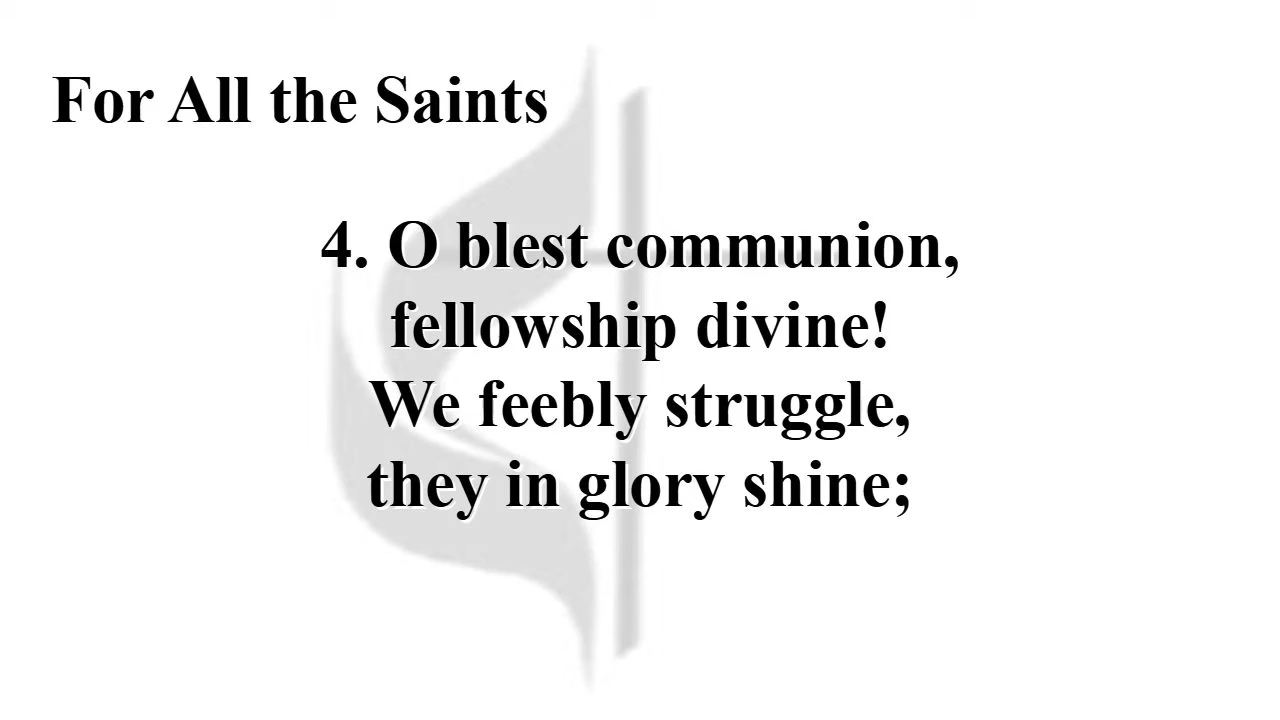 For All the Saints
4. O blest communion,
fellowship divine!
We feebly struggle,
they in glory shine;